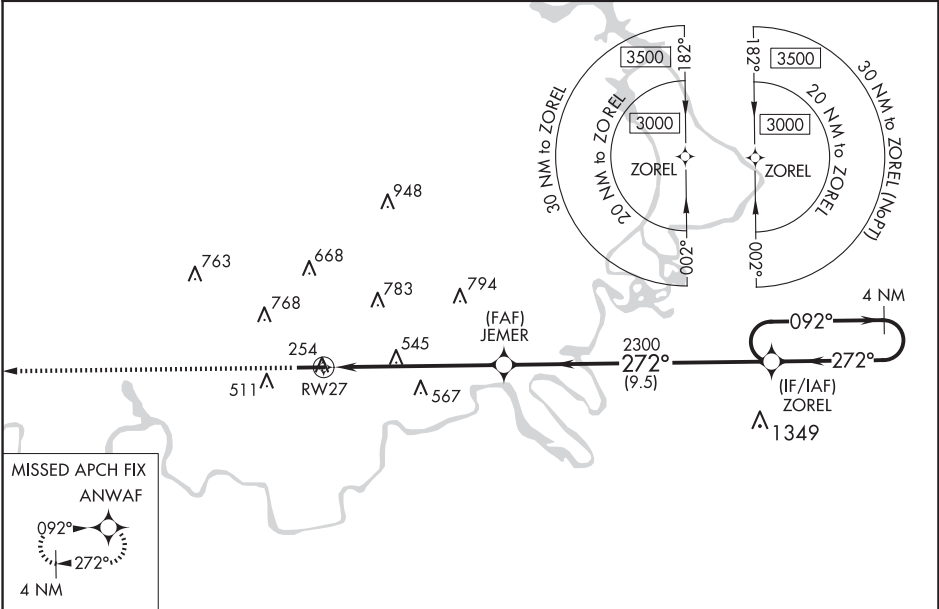 3500
182°
182°
3500
30 NM to ZOREL
20 NM to ZOREL
3000
ZOREL
002°
3000
ZOREL
002°
20 NM to ZOREL
30 NM to ZOREL (NoPT)
948
763
668
768
783
794
(FAF)
JEMER
4 NM
092°
254
545
2300
272°
(9.5)
272°
511
RW27
567
(IF/IAF)
ZOREL
1349
MISSED APCH FIX
ANWAF
092°
272°
4 NM